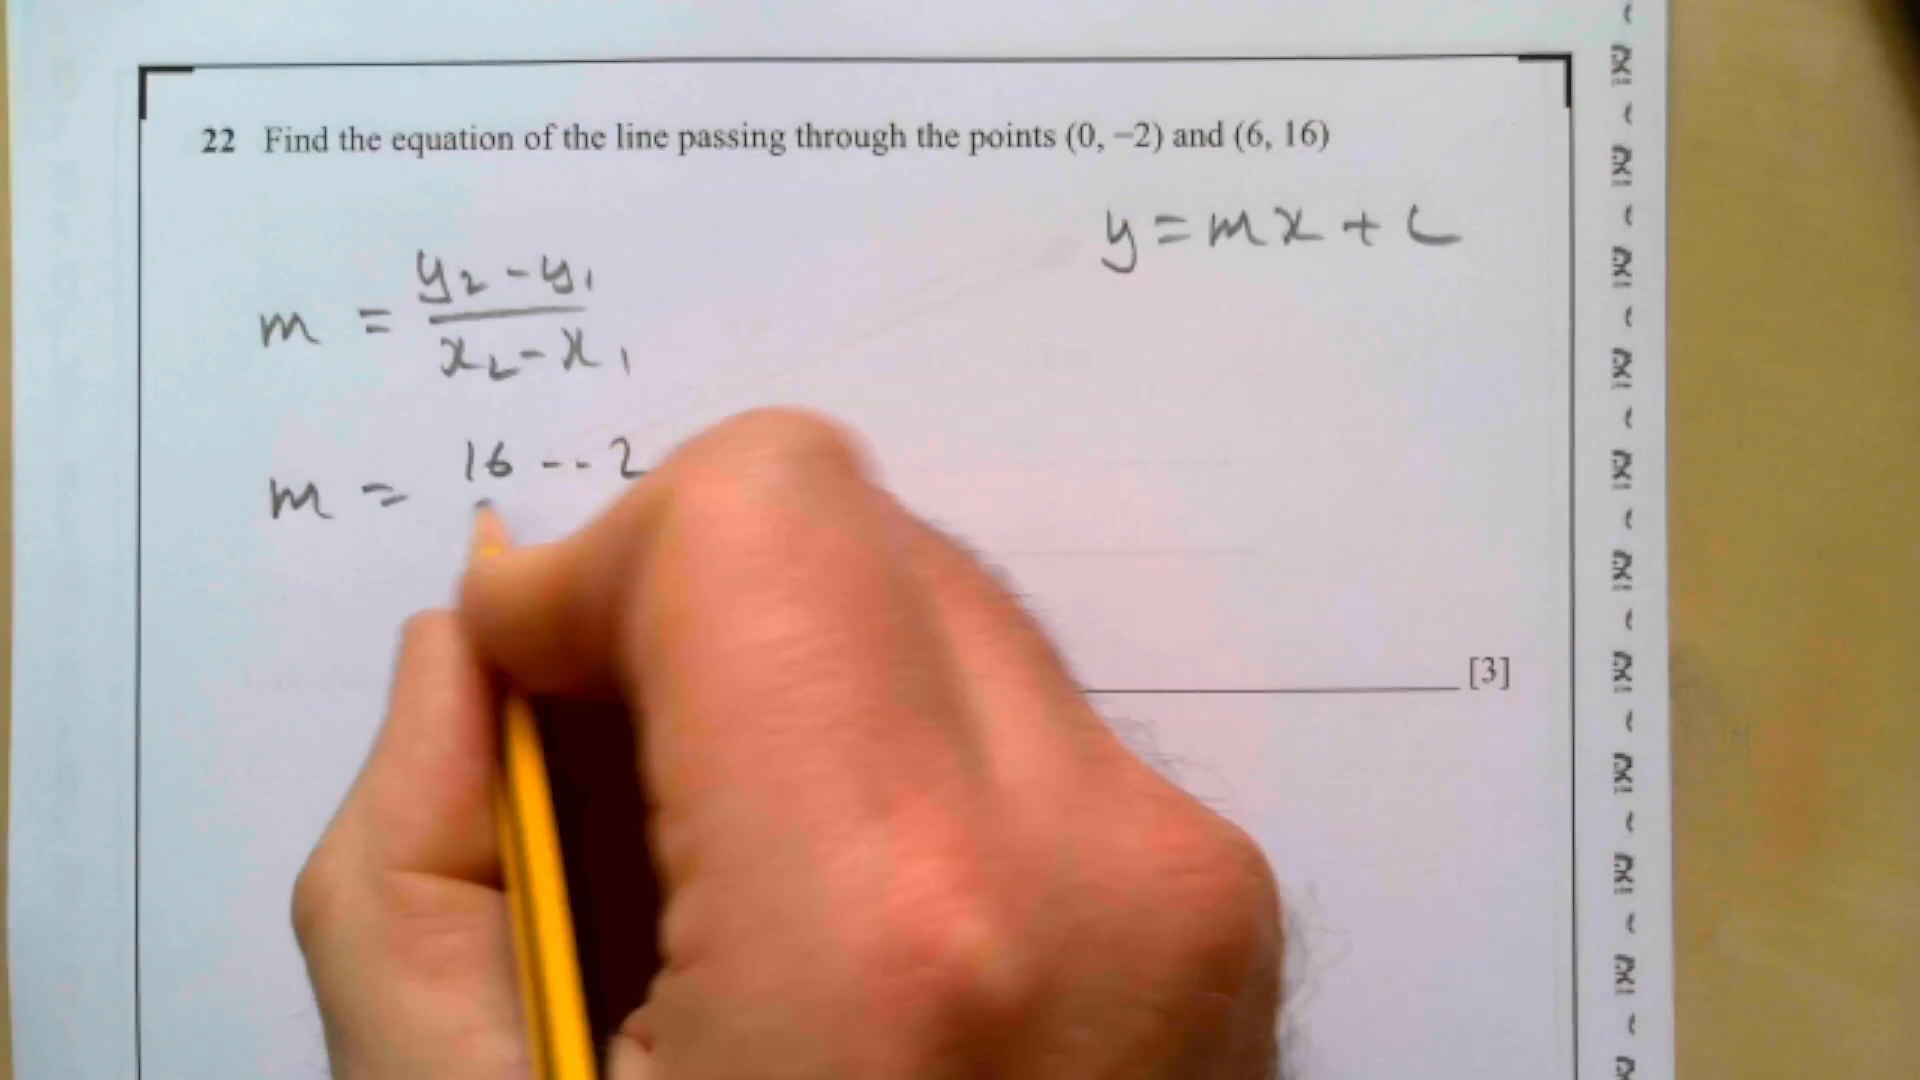 22 Find the equation of the line passing through the points (0, −2) and (6, 16)
y = mx + c
m = y₂ - y₁
x₂ - x₁
m = 16 - - 2
[3]